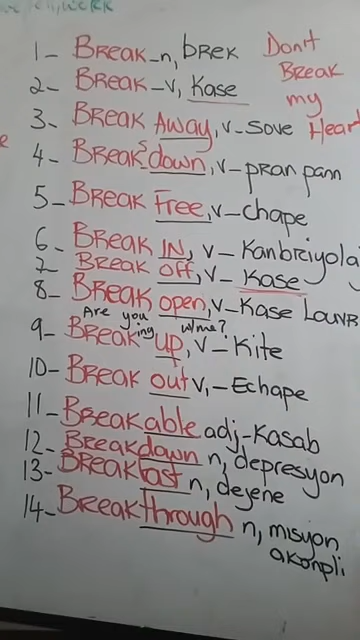 1- Break-n, brek
Don't
Break
my
Heart
2- Break-v, Kase
3- Break Away, v-sove
4- Breaks down, v-pran pann
5- Break Free, v-chape
6- Break IN, v-Kanbriyolaj
7- Break off, v-Kase
8- Break open, v-Kase Louvri
Are you ing w/me?
9- Break up, v-Kite
10- Break out v,-Echape
11- Breakable adj-Kasab
12- Breakdown n, depresyon
13- Breakfast n, dejene
14- Breakthrough n, misyon
akonpli